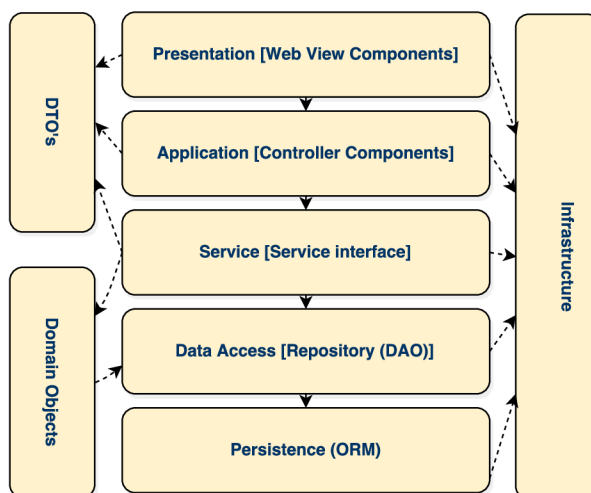 Presentation [Web View Components]
DTO's
Application [Controller Components]
Service [Service interface]
Infrastructure
Domain Objects
Data Access [Repository (DAO)]
Persistence (ORM)